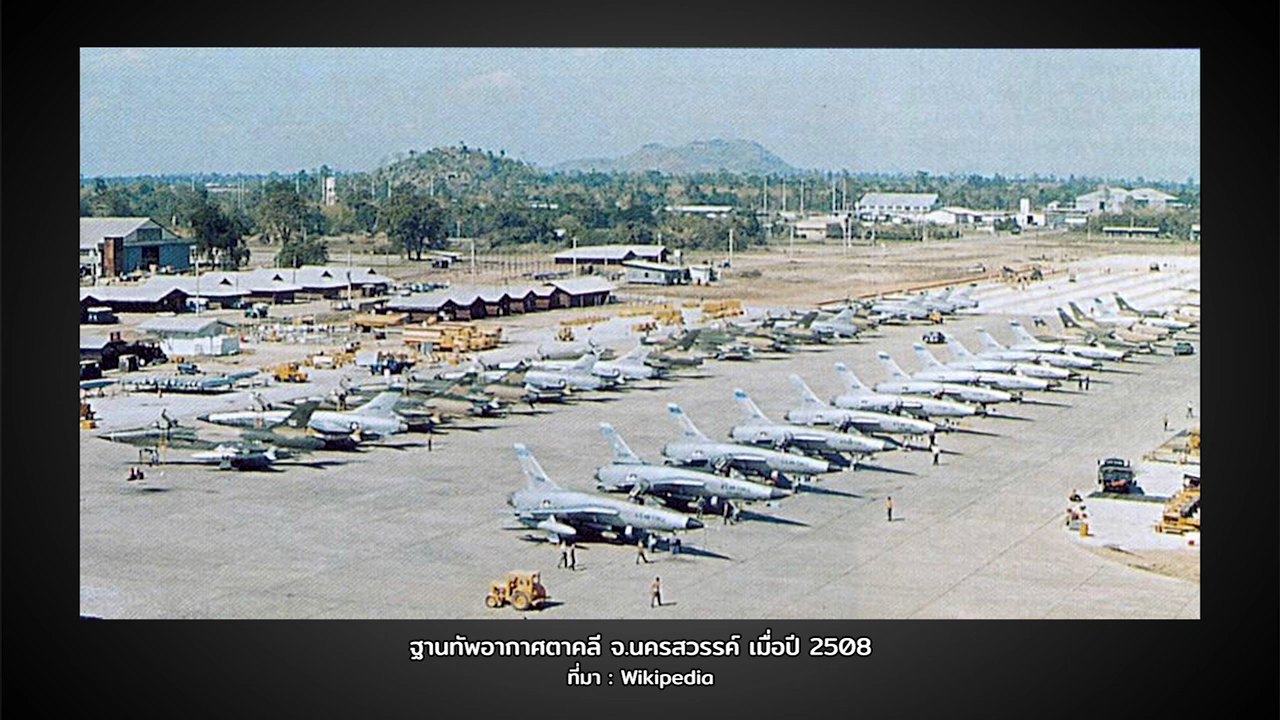 ฐานทัพอากาศตาคลี จ.นครสวรรค์ เมื่อปี 2508
ที่มา : Wikipedia